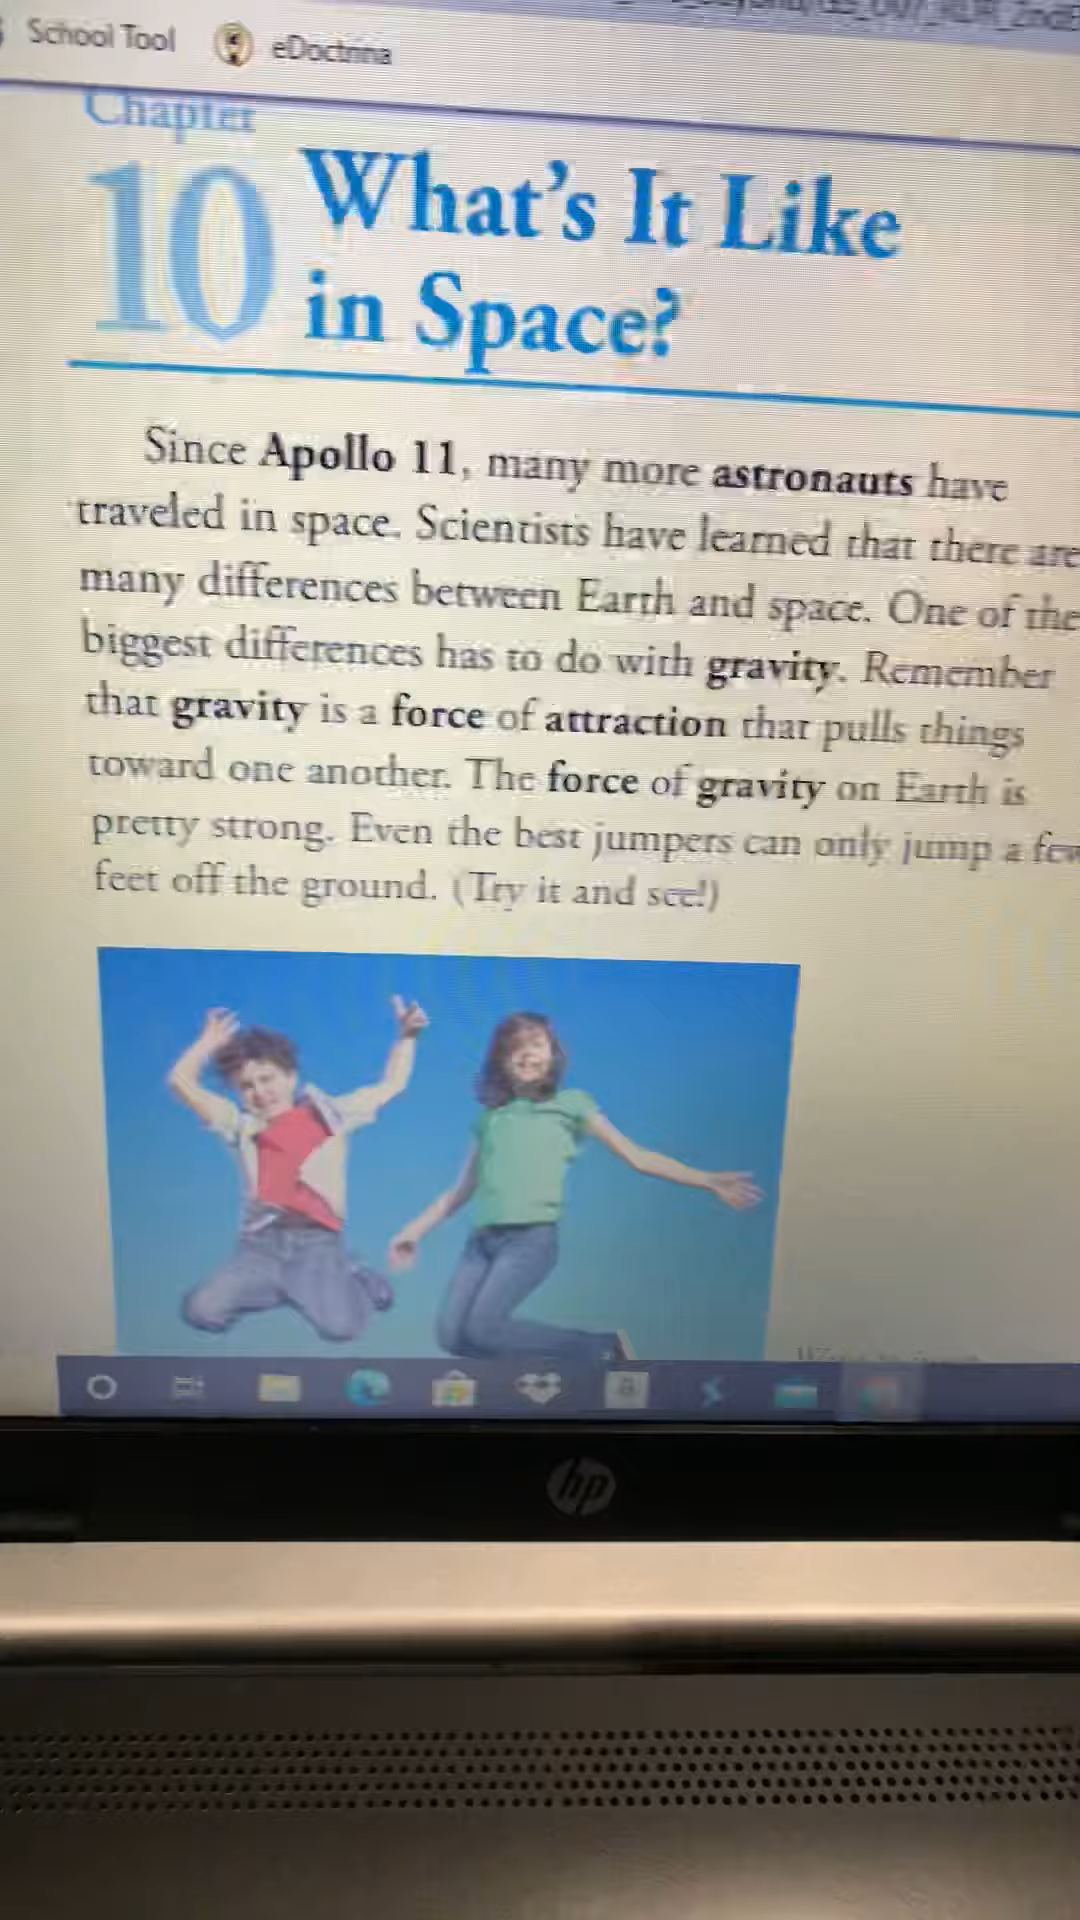 School Tool eDoctrina
Chapter
10 What's It Like
in Space?
Since Apollo 11, many more astronauts have
traveled in space. Scientists have learned that there are
many differences between Earth and space. One of the
biggest differences has to do with gravity. Remember
that gravity is a force of attraction that pulls things
toward one another. The force of gravity on Earth is
pretty strong. Even the best jumpers can only jump a few
feet off the ground. (Try it and see!)
hp